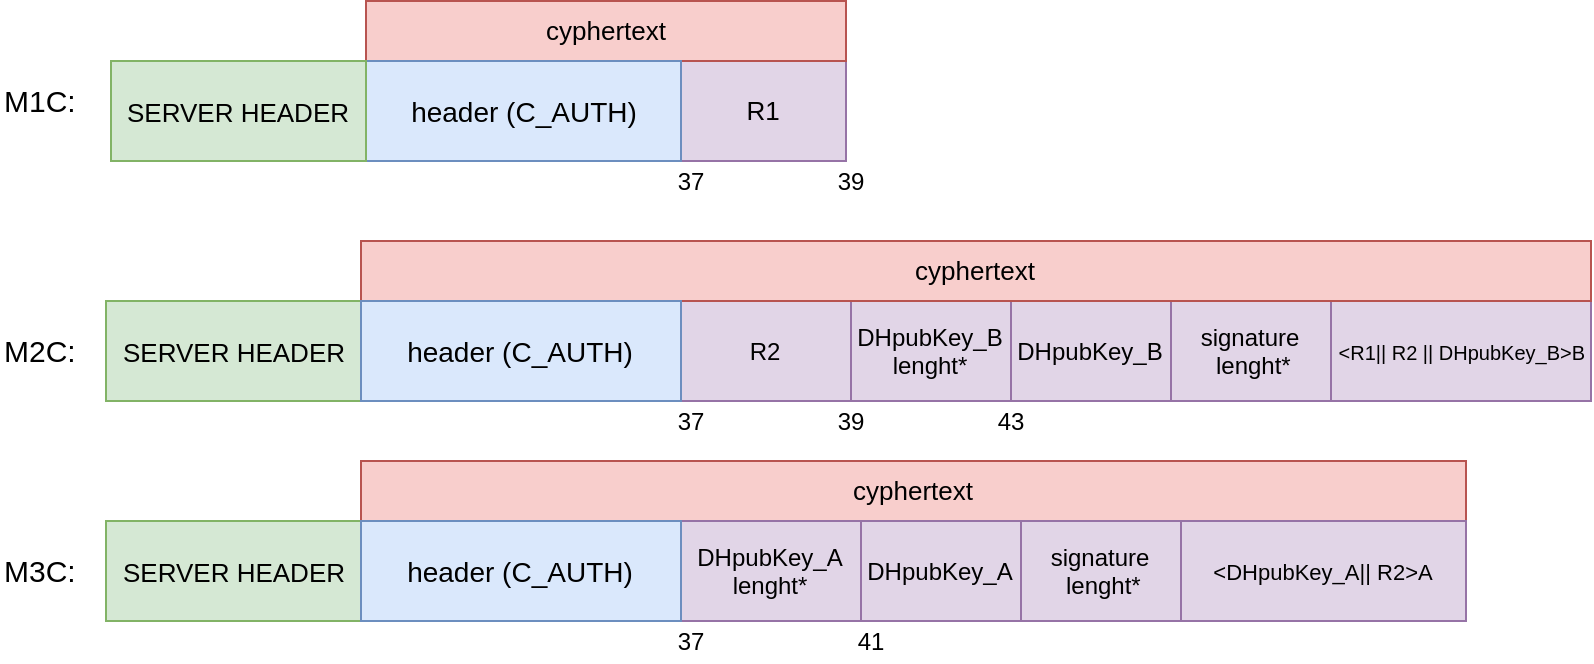 cyphertext
M1C:
SERVER HEADER
header (C_AUTH)
R1
37
39
cyphertext
M2C:
SERVER HEADER
header (C_AUTH)
R2
DHpubKey_B
lenght*
DHpubKey_B
signature
lenght*
<R1|| R2 || DHpubKey_B>B
37
39
43
cyphertext
M3C:
SERVER HEADER
header (C_AUTH)
DHpubKey_A
lenght*
DHpubKey_A
signature
lenght*
<DHpubKey_A|| R2>A
37
41